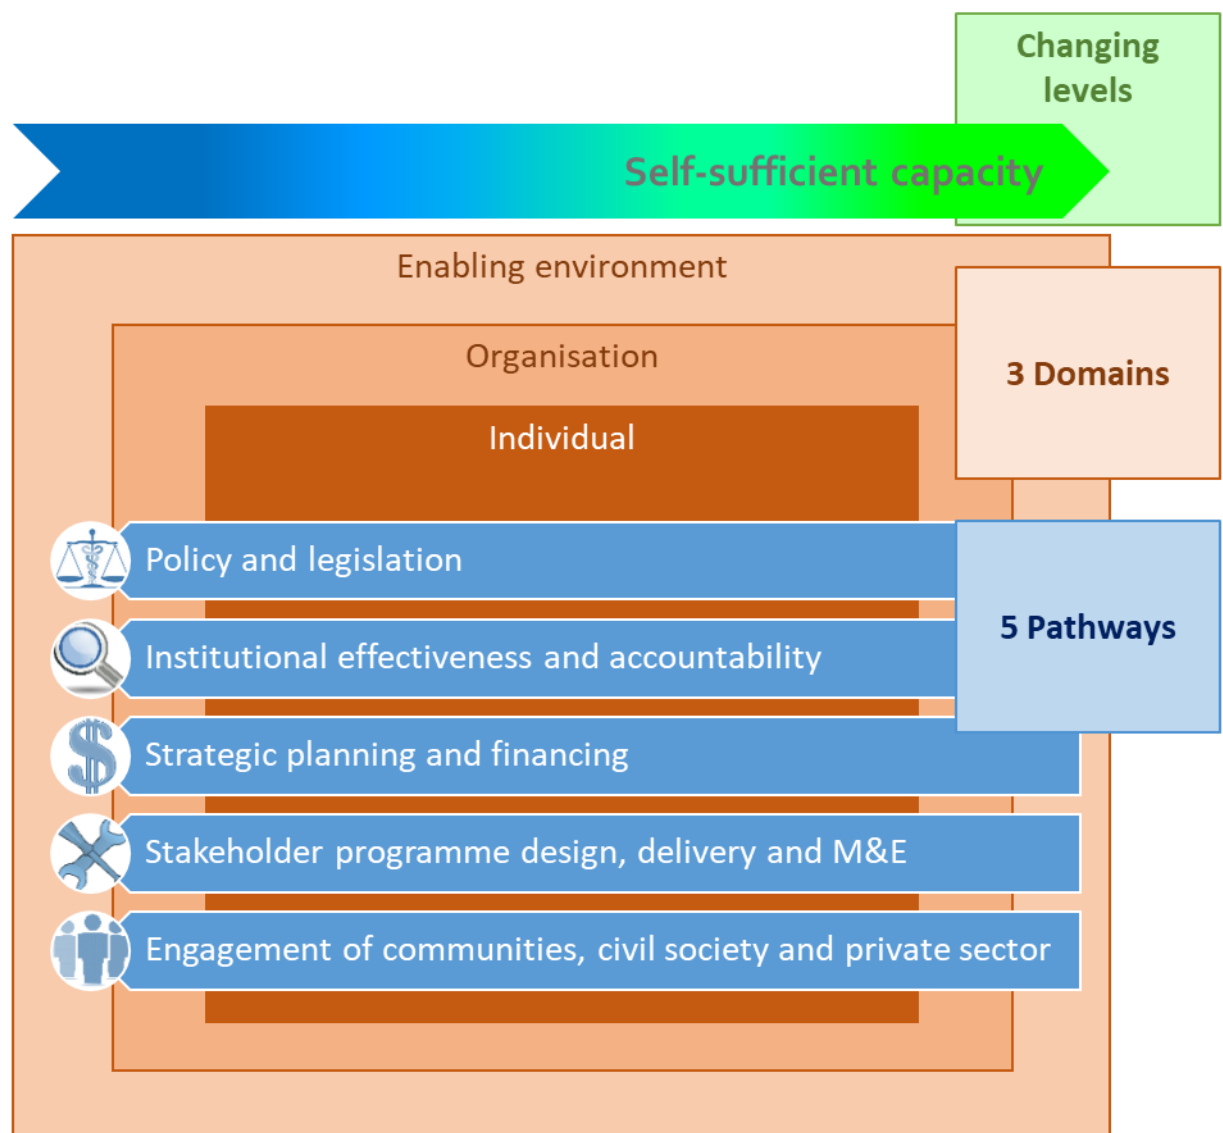 Changing
levels
Self-sufficient capacity
Enabling environment
Organisation
3 Domains
Individual
Policy and legislation
5 Pathways
Institutional effectiveness and accountability
Strategic planning and financing
Stakeholder programme design, delivery and M&E
Engagement of communities, civil society and private sector